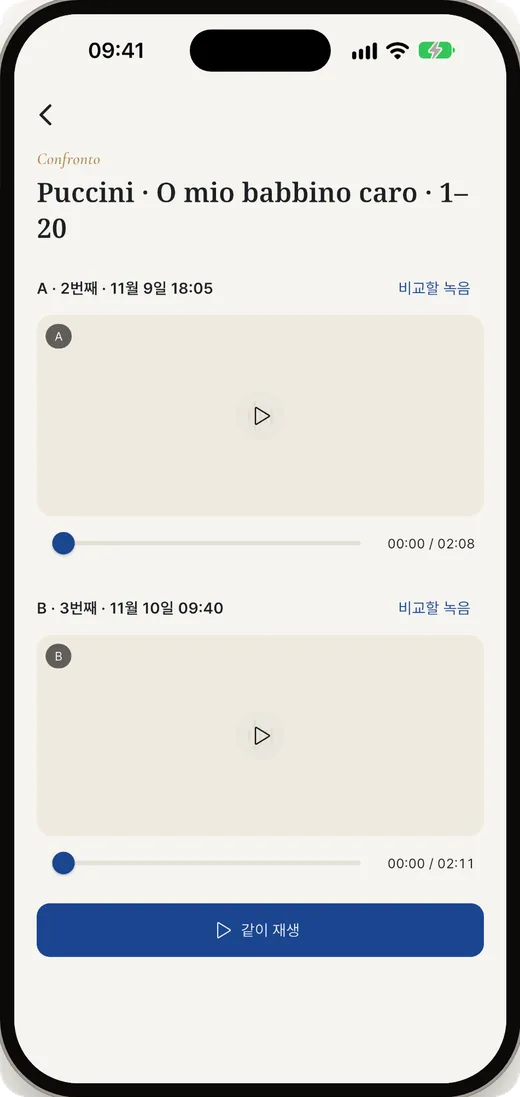 09:41
Confronto
Puccini · O mio babbino caro · 1–
20
A · 2번째 · 11월 9일 18:05 비교할 녹음
A
00:00 / 02:08
B · 3번째 · 11월 10일 09:40 비교할 녹음
B
00:00 / 02:11
같이 재생